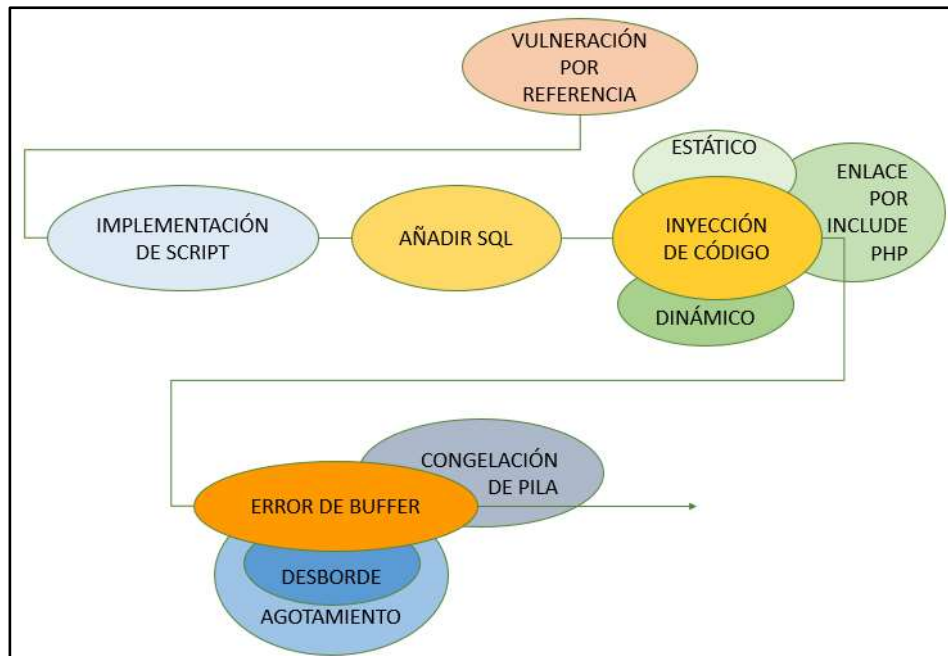 VULNERACIÓN
POR
REFERENCIA
ESTÁTICO
ENLACE
POR
INCLUDE
PHP
IMPLEMENTACIÓN
DE SCRIPT
AÑADIR SQL
INYECCIÓN
DE CÓDIGO
DINÁMICO
CONGELACIÓN
DE PILA
ERROR DE BUFFER
DESBORDE
AGOTAMIENTO